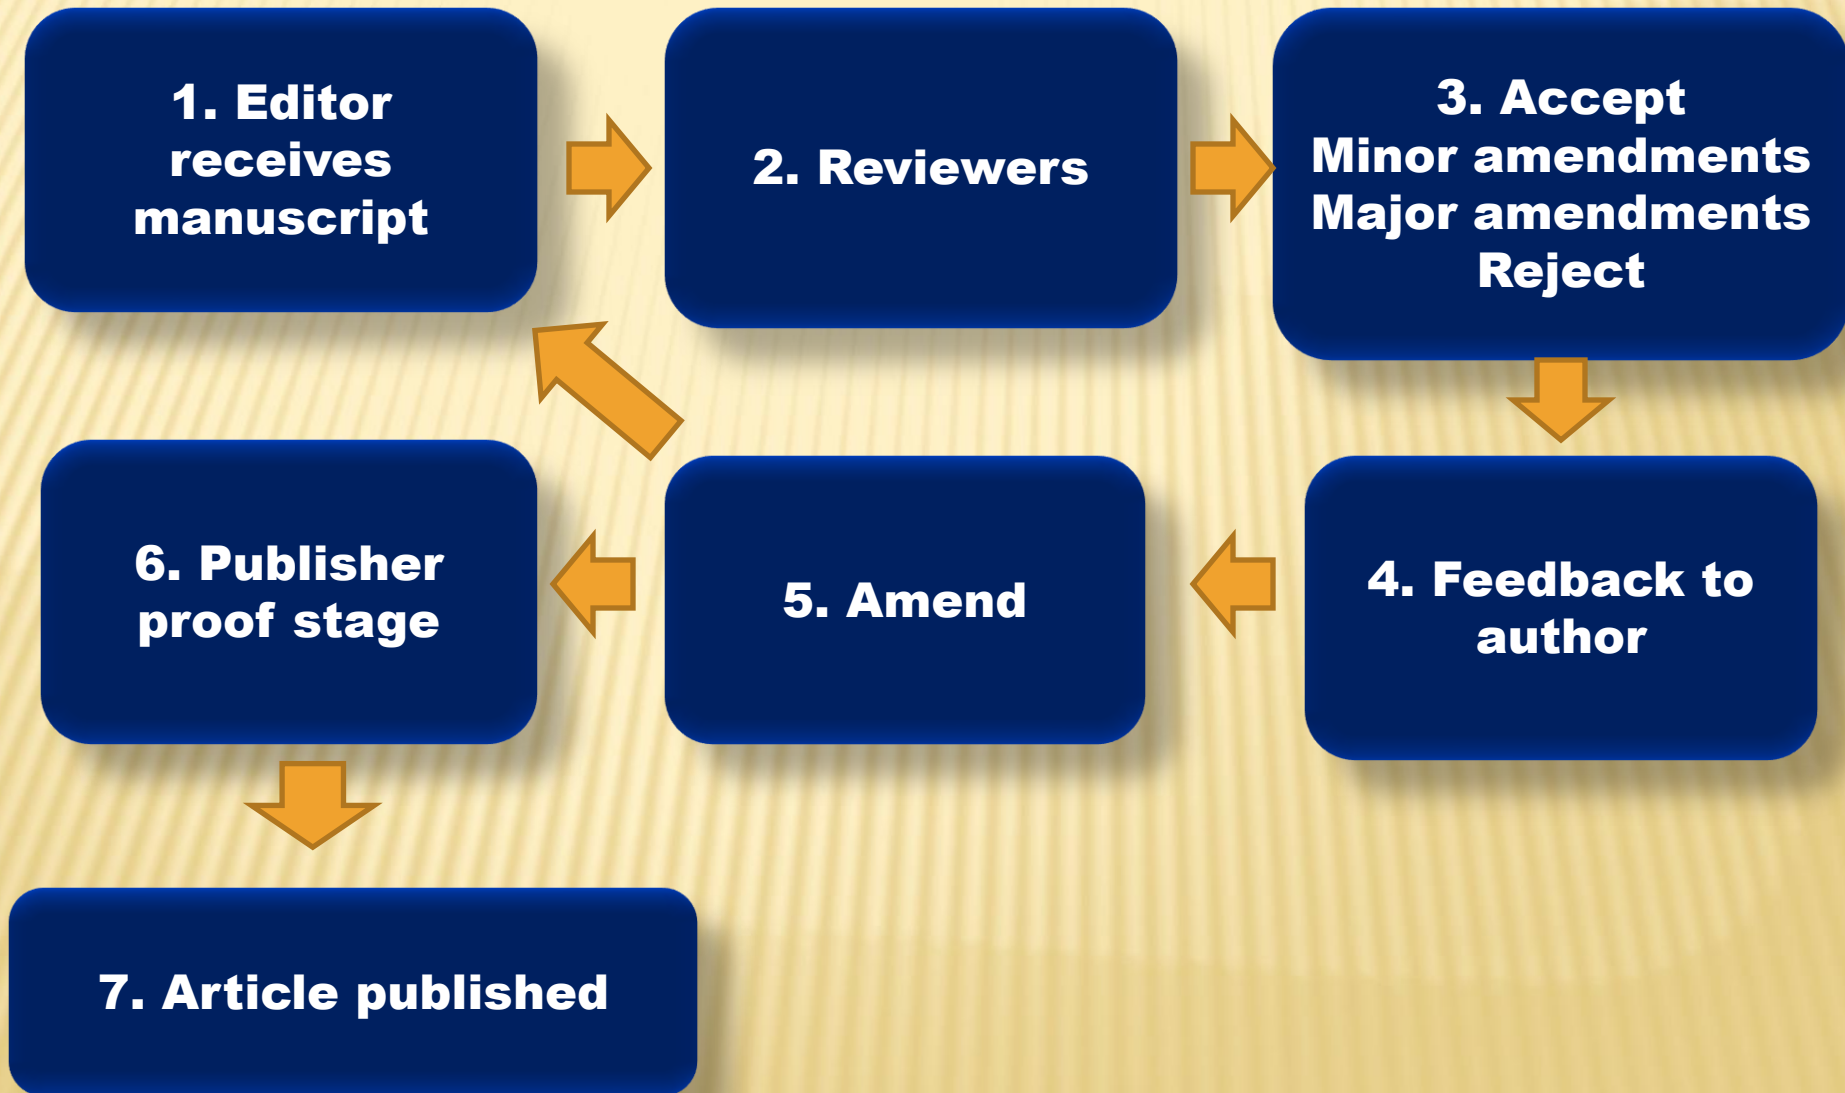 1. Editor
receives
manuscript
2. Reviewers
3. Accept
Minor amendments
Major amendments
Reject
4. Feedback to
author
5. Amend
6. Publisher
proof stage
7. Article published